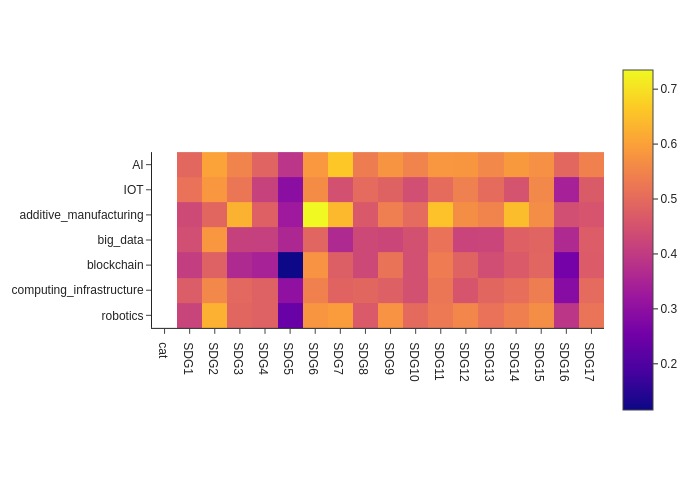 AI
IOT
additive_manufacturing
big_data
blockchain
computing_infrastructure
robotics
cat
SDG1
SDG2
SDG3
SDG4
SDG5
SDG6
SDG7
SDG8
SDG9
SDG10
SDG11
SDG12
SDG13
SDG14
SDG15
SDG16
SDG17
0.7
0.6
0.5
0.4
0.3
0.2